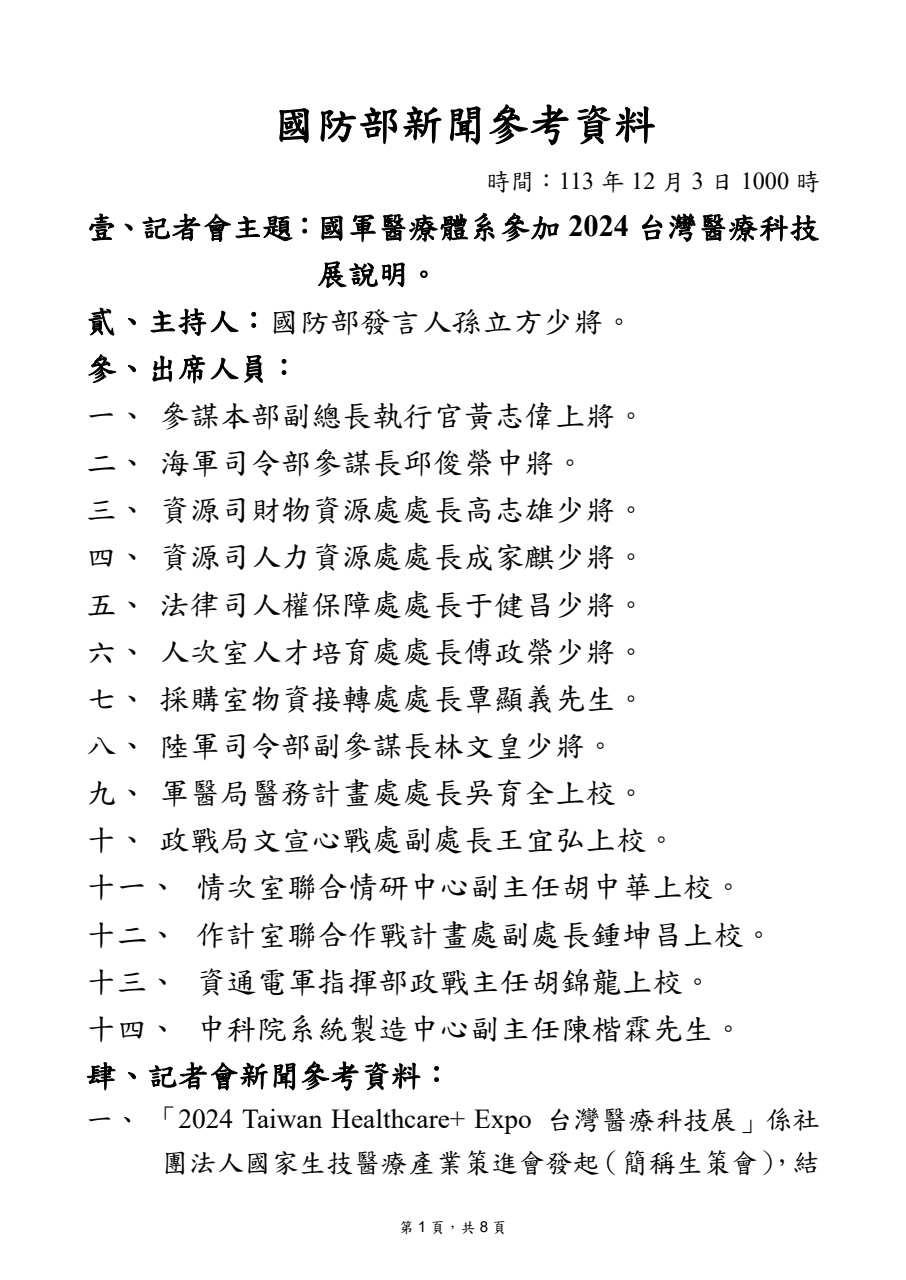 國防部新聞參考資料
時間：113 年 12 月 3 日 1000 時
壹、記者會主題：國軍醫療體系參加 2024 台灣醫療科技
展說明。
貳、主持人：國防部發言人孫立方少將。
參、出席人員：
一、 參謀本部副總長執行官黃志偉上將。
二、 海軍司令部參謀長邱俊榮中將。
三、 資源司財物資源處處長高志雄少將。
四、 資源司人力資源處處長成家麒少將。
五、 法律司人權保障處處長于健昌少將。
六、 人次室人才培育處處長傅政榮少將。
七、 採購室物資接轉處處長覃顯義先生。
八、 陸軍司令部副參謀長林文皇少將。
九、 軍醫局醫務計畫處處長吳育全上校。
十、 政戰局文宣心戰處副處長王宜弘上校。
十一、 情次室聯合情研中心副主任胡中華上校。
十二、 作計室聯合作戰計畫處副處長鍾坤昌上校。
十三、 資通電軍指揮部政戰主任胡錦龍上校。
十四、 中科院系統製造中心副主任陳楷霖先生。
肆、記者會新聞參考資料：
一、 「2024 Taiwan Healthcare+ Expo 台灣醫療科技展」係社
團法人國家生技醫療產業策進會發起（簡稱生策會），結
第 1 頁，共 8 頁